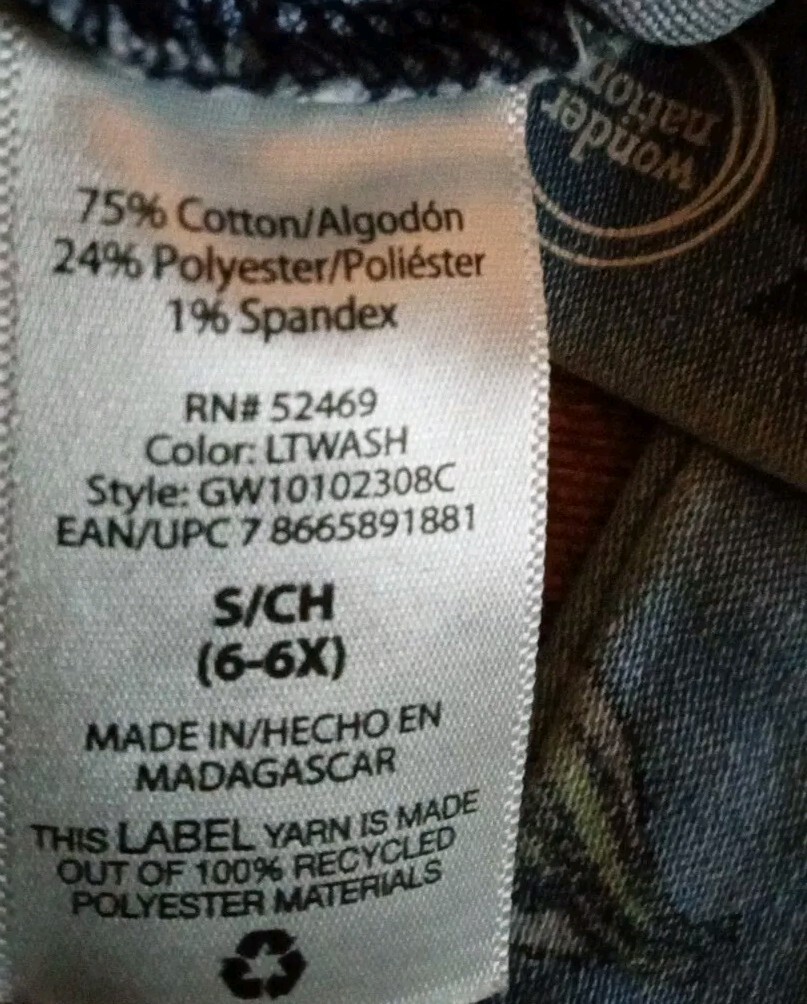 75% Cotton/Algodón
24% Polyester/Poliéster
1% Spandex
RN# 52469
Color: LTWASH
Style: GW10102308C
EAN/UPC 7 8665891881
S/CH
(6-6X)
MADE IN/HECHO EN
MADAGASCAR
THIS LABEL YARN IS MADE
OUT OF 100% RECYCLED
POLYESTER MATERIALS
wonder
nation